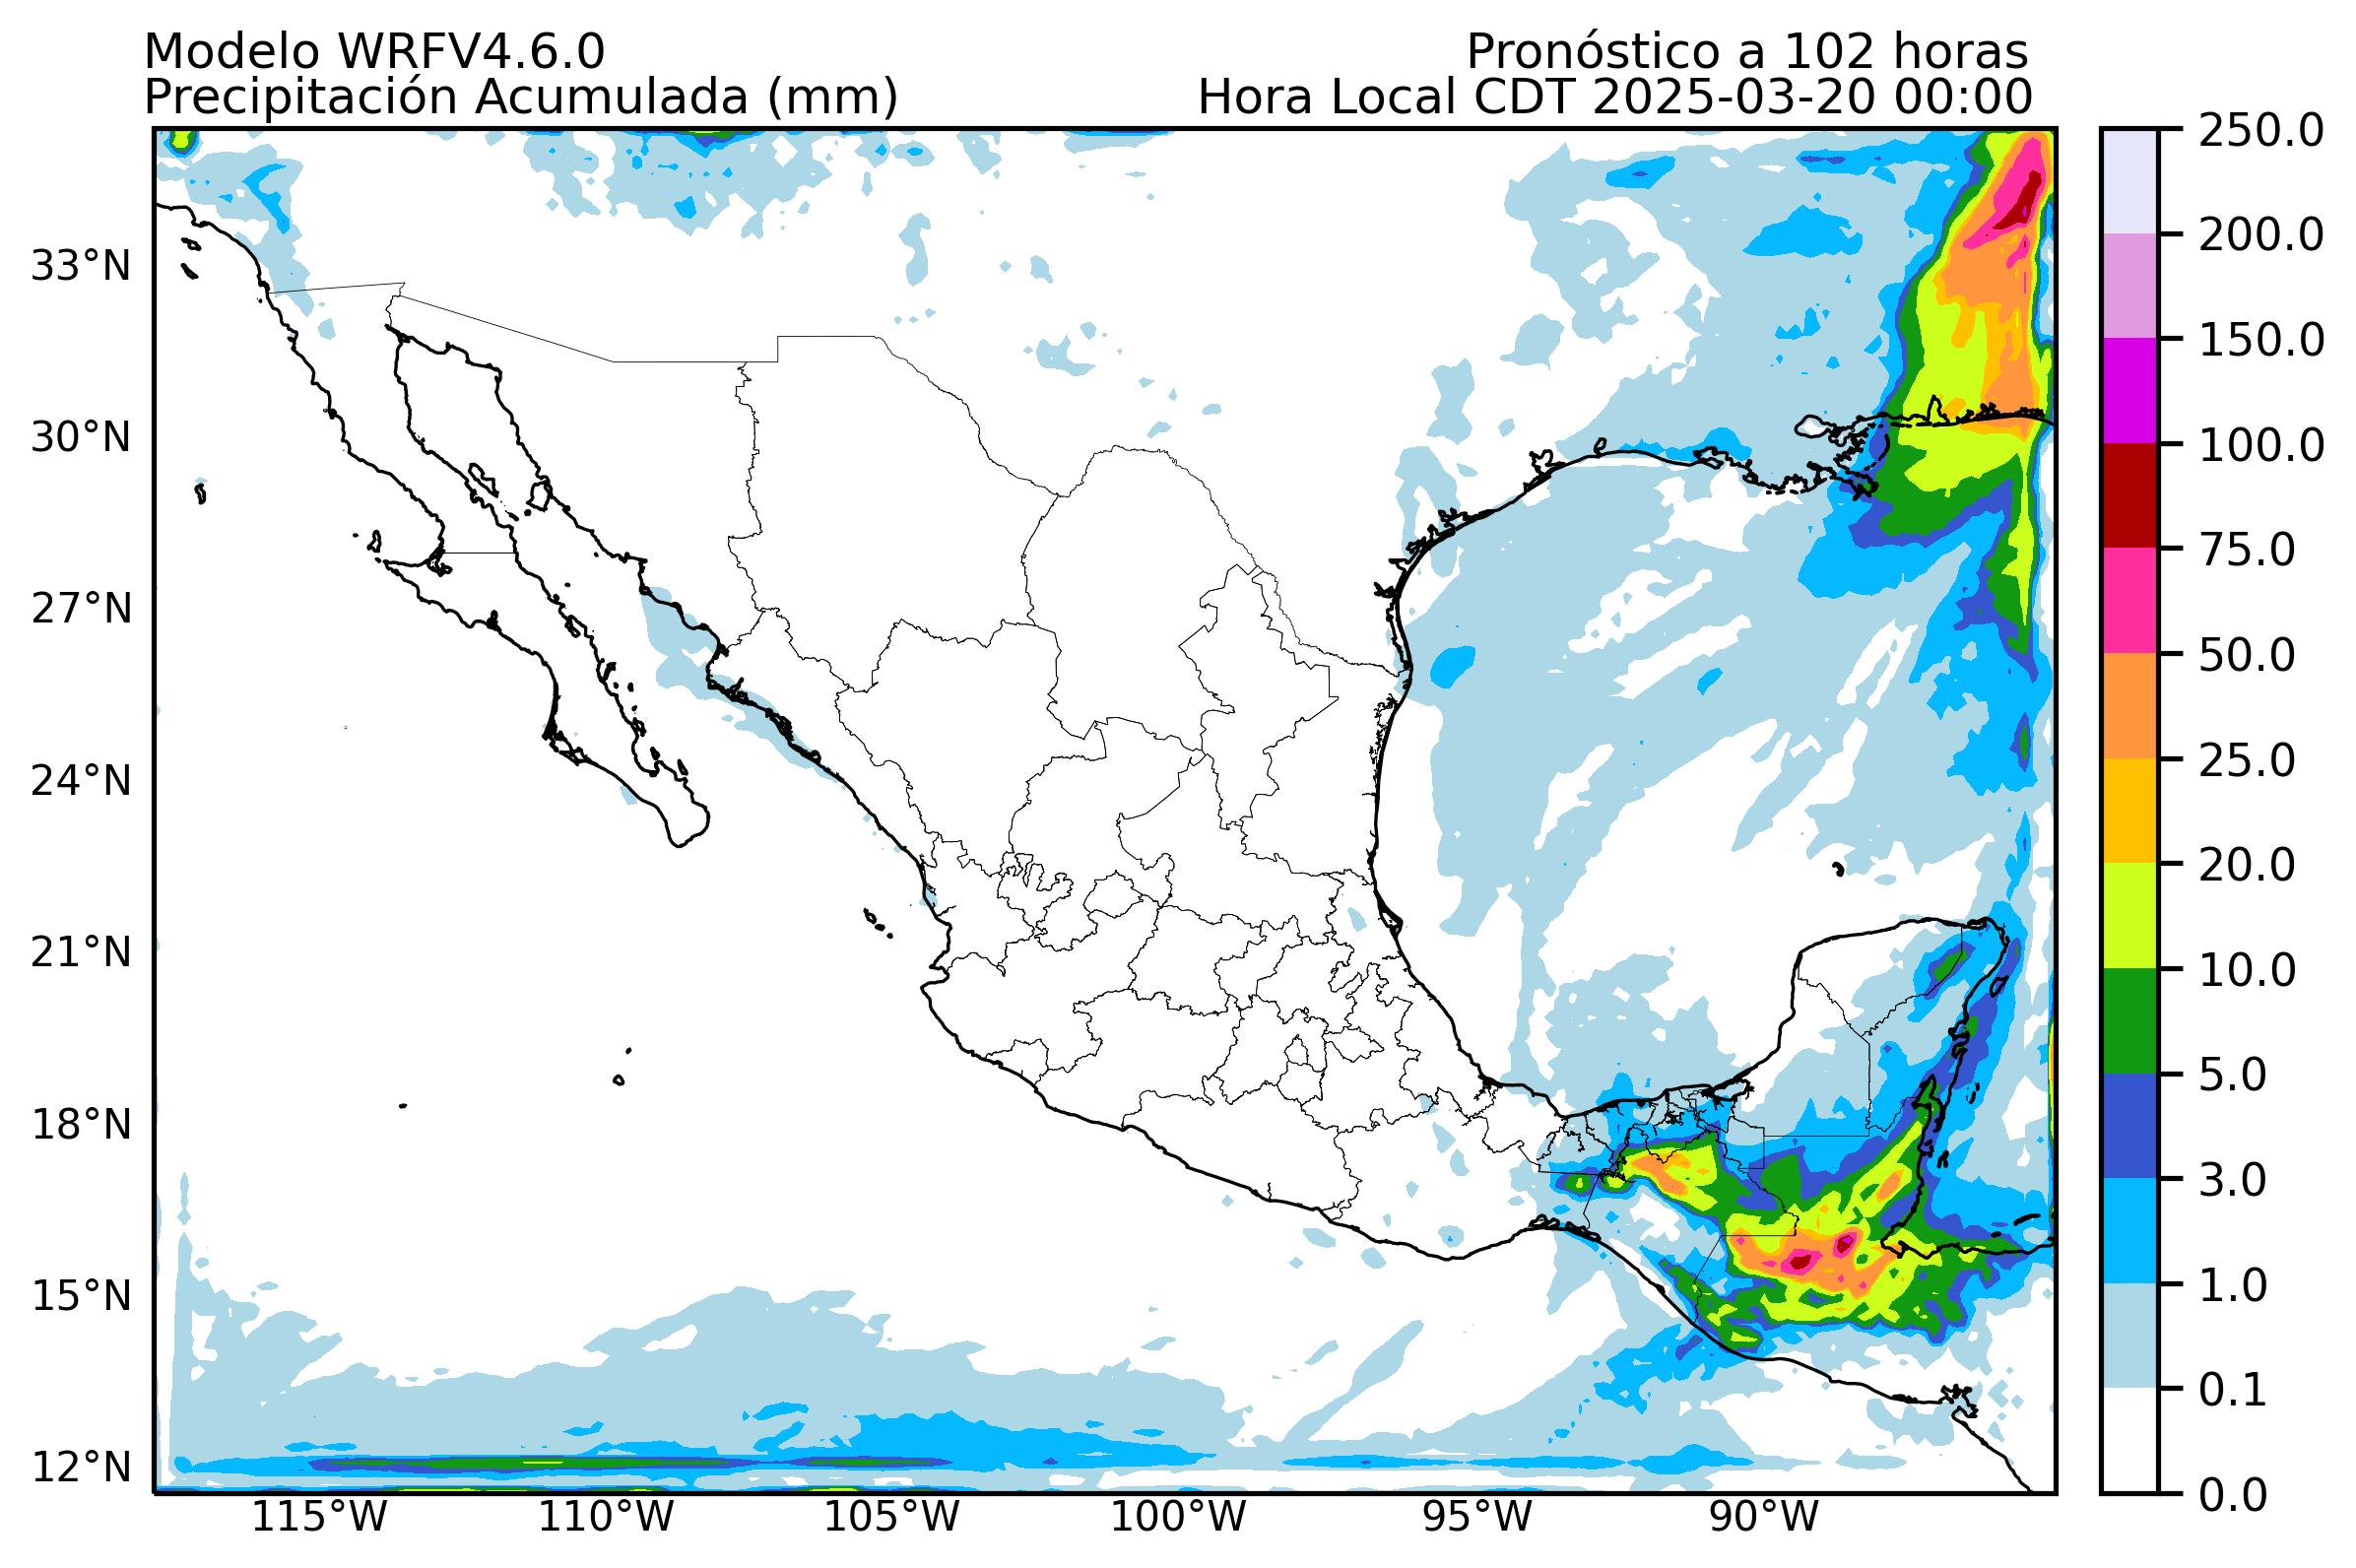 Modelo WRFV4.6.0
Pronóstico a 102 horas
Precipitación Acumulada (mm)
Hora Local CDT 2025-03-20 00:00
33°N
30°N
27°N
24°N
21°N
18°N
15°N
12°N
115°W
110°W
105°W
100°W
95°W
90°W
250.0
200.0
150.0
100.0
75.0
50.0
25.0
20.0
10.0
5.0
3.0
1.0
0.1
0.0